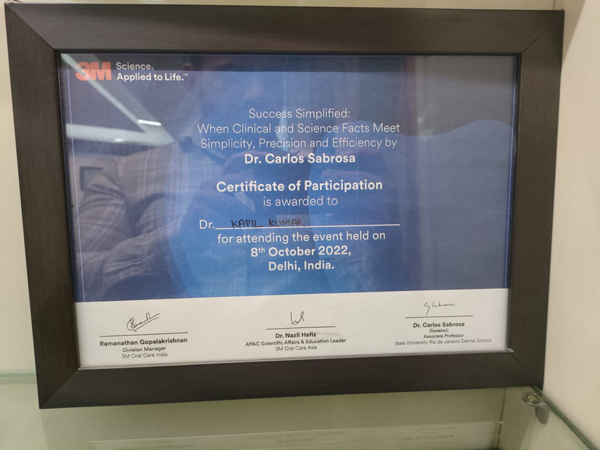 3M Science.
Applied to Life.™
Success Simplified:
When Clinical and Science Facts Meet
Simplicity, Precision and Efficiency by
Dr. Carlos Sabrosa
Certificate of Participation
is awarded to
Dr. KAPIL KUMAR
for attending the event held on
8th October 2022,
Delhi, India.
Ramanathan Gopalakrishnan
Division Manager
3M Oral Care India
Dr. Nazli Hafiz
APAC Scientific Affairs & Education Leader
3M Oral Care Asia
Dr. Carlos Sabrosa
(Speaker)
Associate Professor
State University Rio de Janeiro Dental School